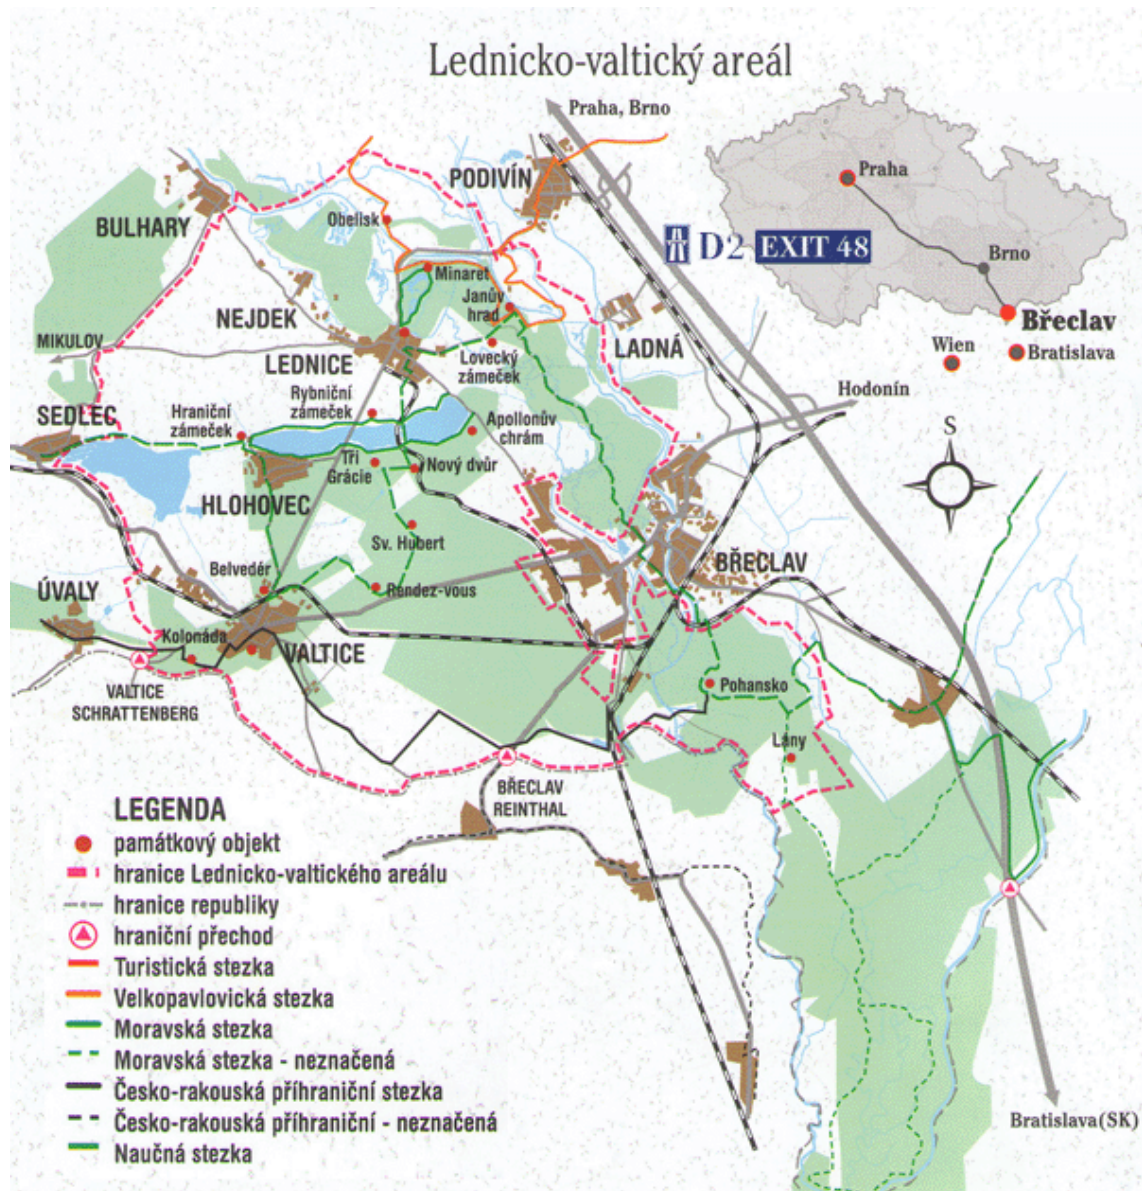 Lednicko-valtický areál
Praha, Brno
Praha
Brno
Břeclav
Wien
Bratislava
D2 EXIT 48
PODIVÍN
BULHARY
Obelisk
Minaret
Janův
hrad
NEJDEK
LADNÁ
MIKULOV
LEDNICE
Lovecký
zámeček
Hodonín
SEDLEC
Hraniční
zámeček
Rybniční
zámeček
Apollonův
chrám
S
Tři
Grácie
Nový dvůr
HLOHOVEC
Sv. Hubert
BŘECLAV
Belvedér
Rendez-vous
ÚVALY
Kolonáda
VALTICE
VALTICE
SCHRATTENBERG
Pohansko
Lány
BŘECLAV
REINTHAL
LEGENDA
památkový objekt
hranice Lednicko-valtického areálu
hranice republiky
hraniční přechod
Turistická stezka
Velkopavlovická stezka
Moravská stezka
Moravská stezka - neznačená
Česko-rakouská příhraniční stezka
Česko-rakouská příhraniční - neznačená
Naučná stezka
Bratislava(SK)